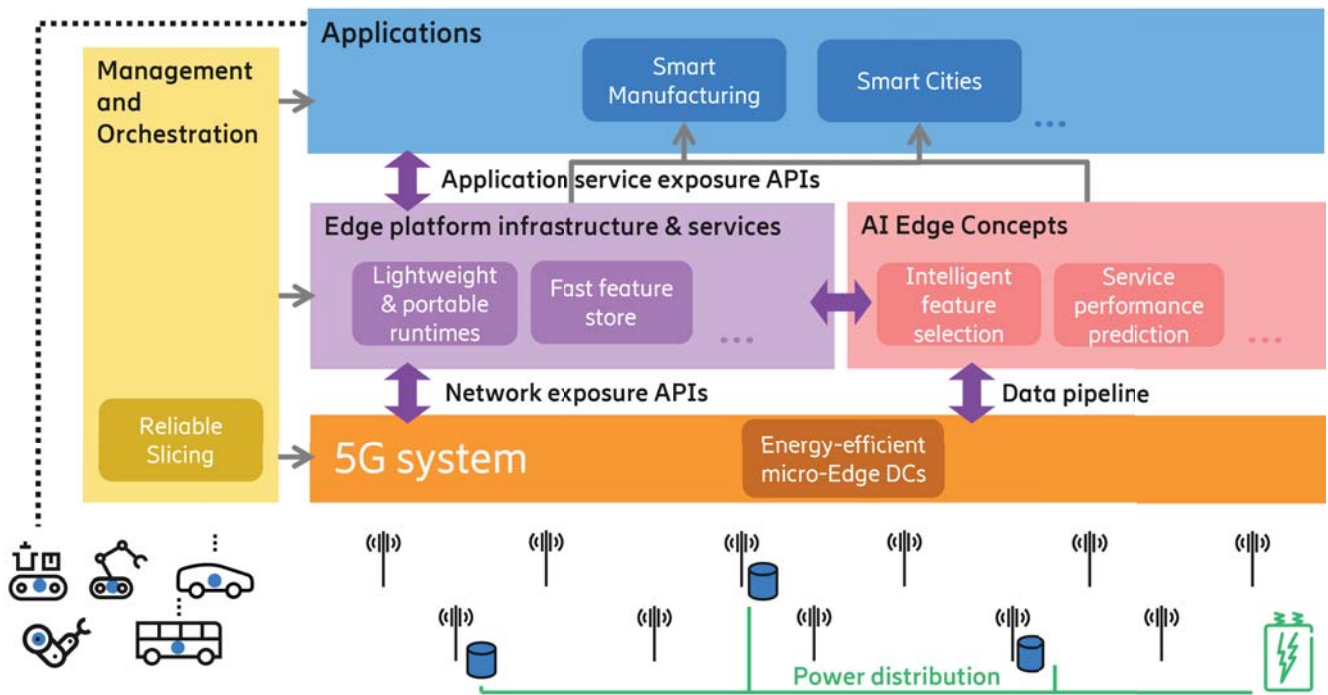 Applications
Management
and
Orchestration
Smart
Manufacturing
Smart Cities
...
Application service exposure APIs
Edge platform infrastructure & services
Lightweight
& portable
runtimes
Fast feature
store
...
AI Edge Concepts
Intelligent
feature
selection
Service
performance
prediction
...
Network exposure APIs
Data pipeline
Reliable
Slicing
5G system
Energy-efficient
micro-Edge DCs
Power distribution